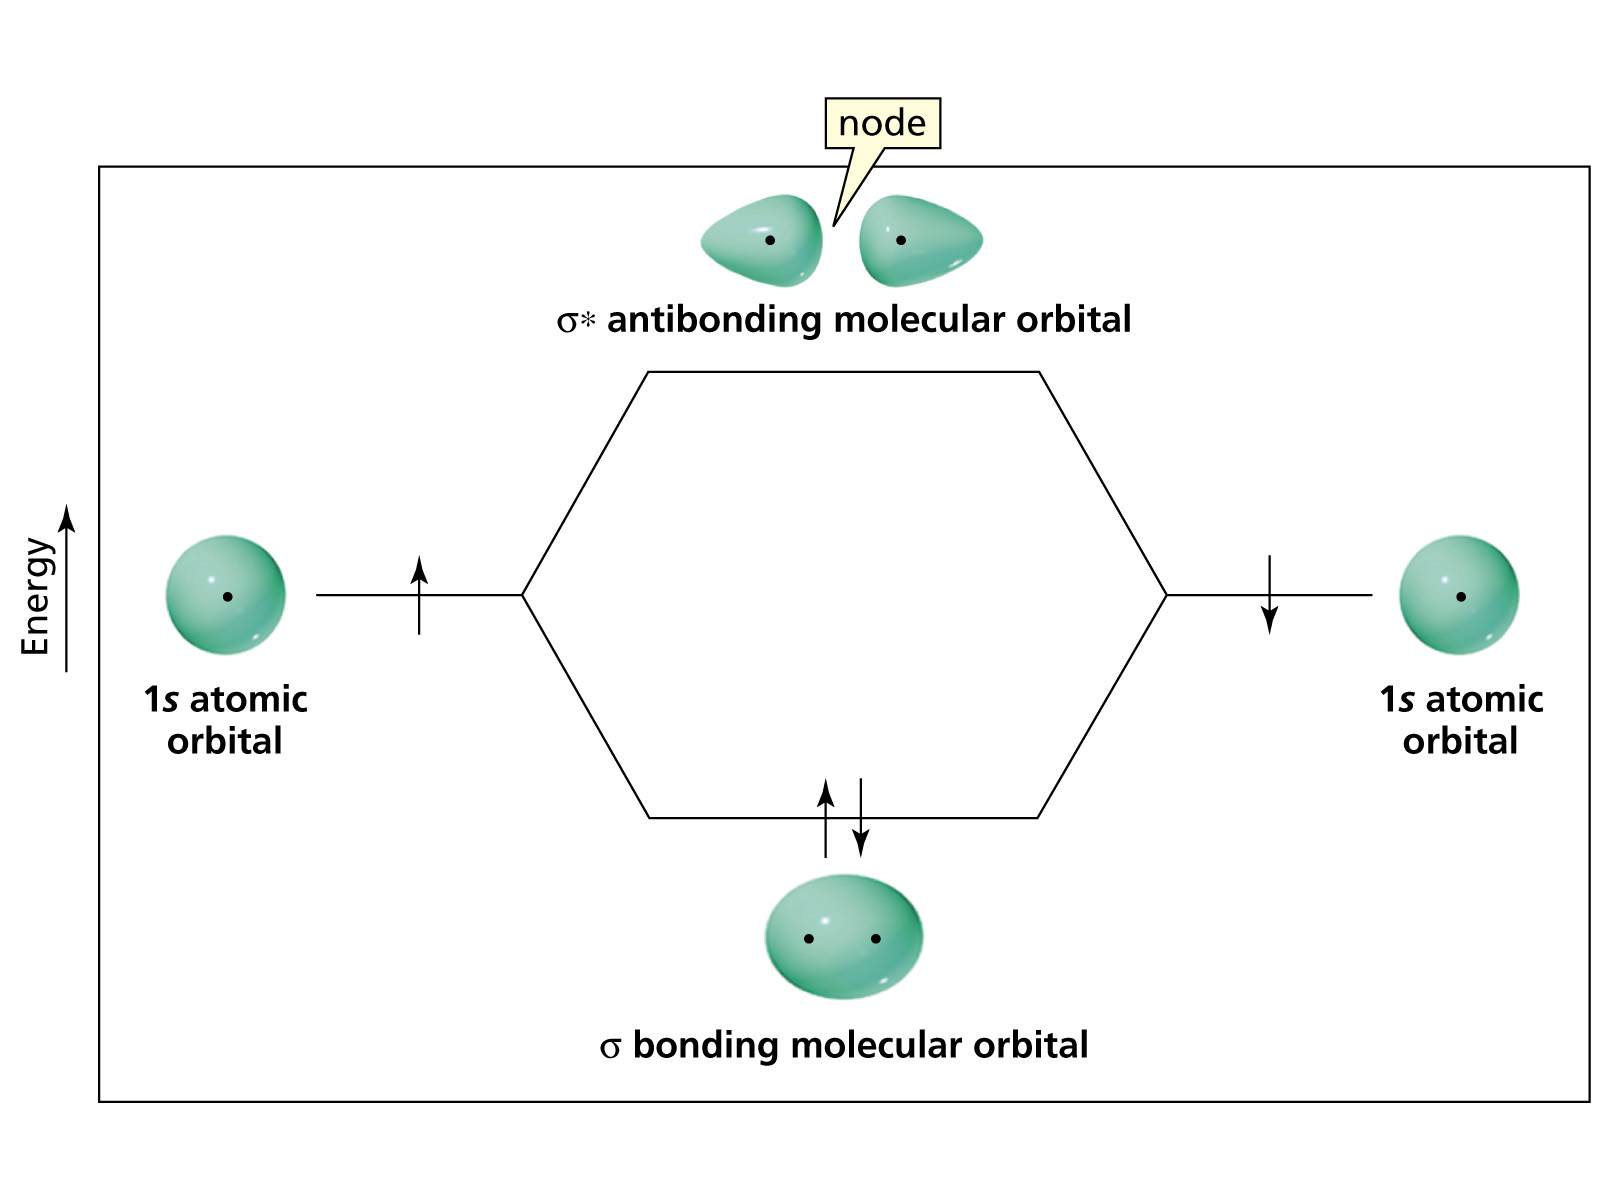 node
σ* antibonding molecular orbital
Energy
1s atomic
orbital
1s atomic
orbital
σ bonding molecular orbital